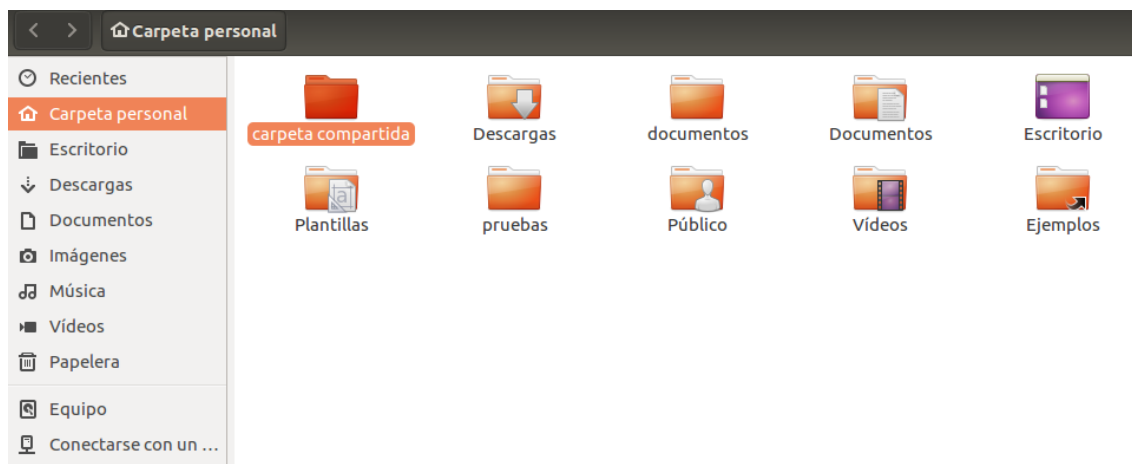 Carpeta personal
Recientes
Carpeta personal
Escritorio
Descargas
Documentos
Imágenes
Música
Vídeos
Papelera
Equipo
Conectarse con un ...
carpeta compartida Descargas documentos Documentos Escritorio
Plantillas pruebas Público Vídeos Ejemplos